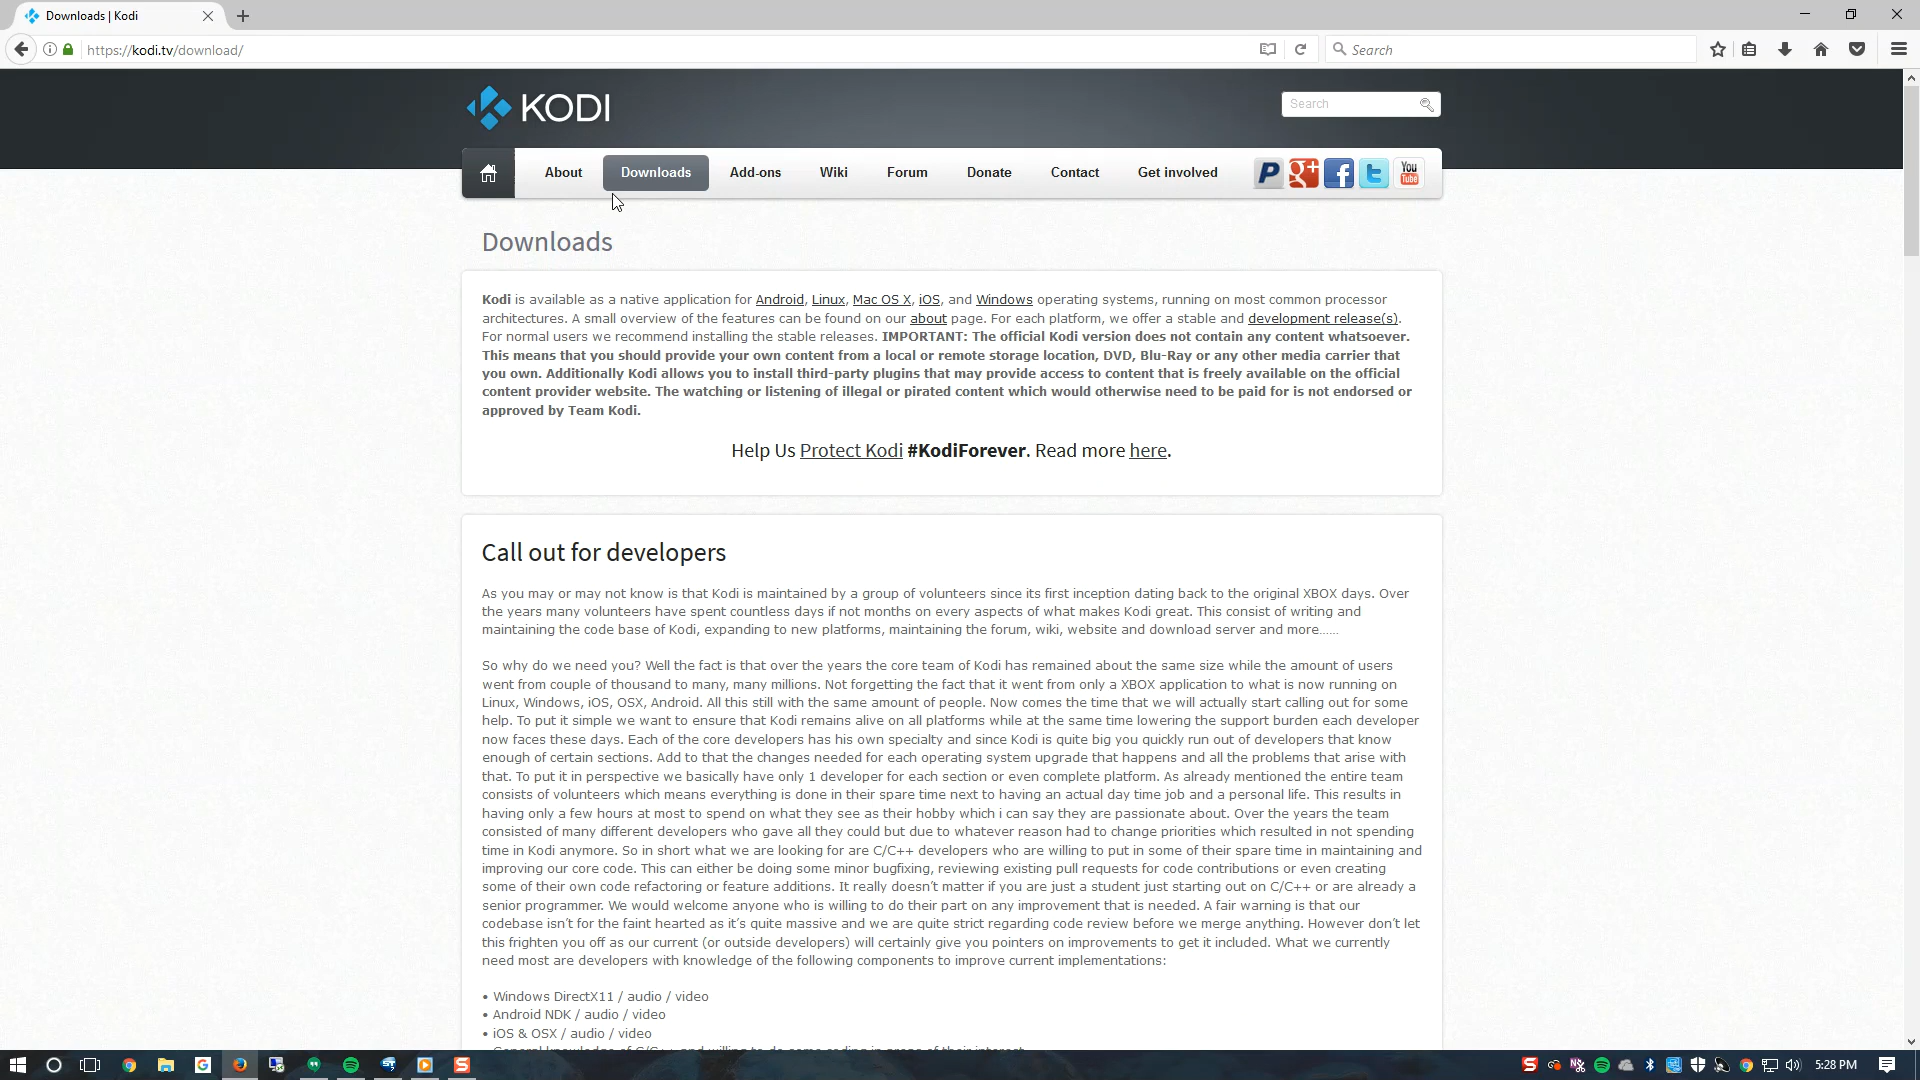 Downloads | Kodi
https://kodi.tv/download/
Search
KODI
Search
About Downloads Add-ons Wiki Forum Donate Contact Get involved
You Tube
Downloads
Kodi is available as a native application for Android, Linux, Mac OS X, iOS, and Windows operating systems, running on most common processor
architectures. A small overview of the features can be found on our about page. For each platform, we offer a stable and development release(s).
For normal users we recommend installing the stable releases. IMPORTANT: The official Kodi version does not contain any content whatsoever.
This means that you should provide your own content from a local or remote storage location, DVD, Blu-Ray or any other media carrier that
you own. Additionally Kodi allows you to install third-party plugins that may provide access to content that is freely available on the official
content provider website. The watching or listening of illegal or pirated content which would otherwise need to be paid for is not endorsed or
approved by Team Kodi.
Help Us Protect Kodi #KodiForever. Read more here.
Call out for developers
As you may or may not know is that Kodi is maintained by a group of volunteers since its first inception dating back to the original XBOX days. Over
the years many volunteers have spent countless days if not months on every aspects of what makes Kodi great. This consist of writing and
maintaining the code base of Kodi, expanding to new platforms, maintaining the forum, wiki, website and download server and more......
So why do we need you? Well the fact is that over the years the core team of Kodi has remained about the same size while the amount of users
went from couple of thousand to many, many millions. Not forgetting the fact that it went from only a XBOX application to what is now running on
Linux, Windows, iOS, OSX, Android. All this still with the same amount of people. Now comes the time that we will actually start calling out for some
help. To put it simple we want to ensure that Kodi remains alive on all platforms while at the same time lowering the support burden each developer
now faces these days. Each of the core developers has his own specialty and since Kodi is quite big you quickly run out of developers that know
enough of certain sections. Add to that the changes needed for each operating system upgrade that happens and all the problems that arise with
that. To put it in perspective we basically have only 1 developer for each section or even complete platform. As already mentioned the entire team
consists of volunteers which means everything is done in their spare time next to having an actual day time job and a personal life. This results in
having only a few hours at most to spend on what they see as their hobby which i can say they are passionate about. Over the years the team
consisted of many different developers who gave all they could but due to whatever reason had to change priorities which resulted in not spending
time in Kodi anymore. So in short what we are looking for are C/C++ developers who are willing to put in some of their spare time in maintaining and
improving our core code. This can either be doing some minor bugfixing, reviewing existing pull requests for code contributions or even creating
some of their own code refactoring or feature additions. It really doesn't matter if you are just a student just starting out on C/C++ or are already a
senior programmer. We would welcome anyone who is willing to do their part on any improvement that is needed. A fair warning is that our
codebase isn't for the faint hearted as it's quite massive and we are quite strict regarding code review before we merge anything. However don't let
this frighten you off as our current (or outside developers) will certainly give you pointers on improvements to get it included. What we currently
need most are developers with knowledge of the following components to improve current implementations:
• Windows DirectX11 / audio / video
• Android NDK / audio / video
• iOS & OSX / audio / video
5:28 PM